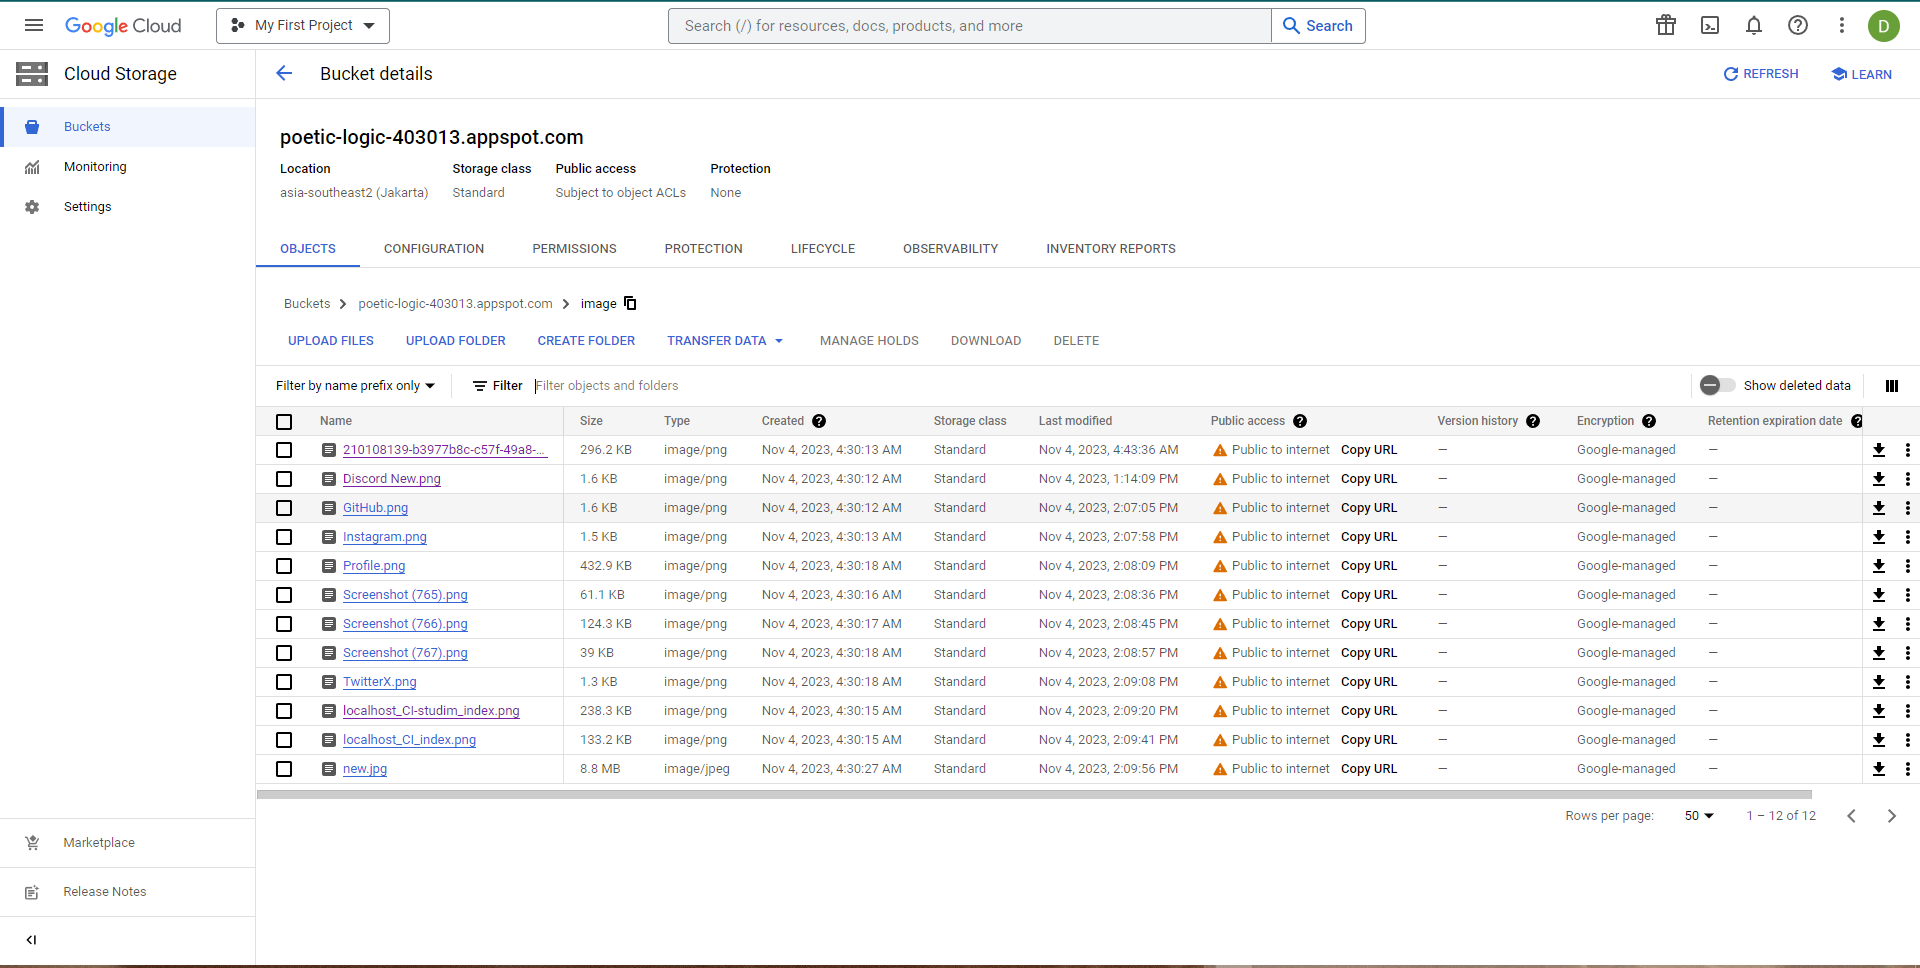 Google Cloud
My First Project
Search (/) for resources, docs, products, and more
Search
D
Cloud Storage
Bucket details
REFRESH
LEARN
Buckets
Monitoring
Settings
poetic-logic-403013.appspot.com
Location Storage class Public access Protection
asia-southeast2 (Jakarta) Standard Subject to object ACLs None
OBJECTS CONFIGURATION PERMISSIONS PROTECTION LIFECYCLE OBSERVABILITY INVENTORY REPORTS
Buckets > poetic-logic-403013.appspot.com > image
UPLOAD FILES UPLOAD FOLDER CREATE FOLDER TRANSFER DATA MANAGE HOLDS DOWNLOAD DELETE
Filter by name prefix only Filter Filter objects and folders Show deleted data
Name Size Type Created Storage class Last modified Public access Version history Encryption Retention expiration date
210108139-b3977b8c-c57f-49a8-... 296.2 KB image/png Nov 4, 2023, 4:30:13 AM Standard Nov 4, 2023, 4:43:36 AM Public to internet Copy URL — Google-managed —
Discord New.png 1.6 KB image/png Nov 4, 2023, 4:30:12 AM Standard Nov 4, 2023, 1:14:09 PM Public to internet Copy URL — Google-managed —
GitHub.png 1.6 KB image/png Nov 4, 2023, 4:30:12 AM Standard Nov 4, 2023, 2:07:05 PM Public to internet Copy URL — Google-managed —
Instagram.png 1.5 KB image/png Nov 4, 2023, 4:30:13 AM Standard Nov 4, 2023, 2:07:58 PM Public to internet Copy URL — Google-managed —
Profile.png 432.9 KB image/png Nov 4, 2023, 4:30:18 AM Standard Nov 4, 2023, 2:08:09 PM Public to internet Copy URL — Google-managed —
Screenshot (765).png 61.1 KB image/png Nov 4, 2023, 4:30:16 AM Standard Nov 4, 2023, 2:08:36 PM Public to internet Copy URL — Google-managed —
Screenshot (766).png 124.3 KB image/png Nov 4, 2023, 4:30:17 AM Standard Nov 4, 2023, 2:08:45 PM Public to internet Copy URL — Google-managed —
Screenshot (767).png 39 KB image/png Nov 4, 2023, 4:30:18 AM Standard Nov 4, 2023, 2:08:57 PM Public to internet Copy URL — Google-managed —
TwitterX.png 1.3 KB image/png Nov 4, 2023, 4:30:18 AM Standard Nov 4, 2023, 2:09:08 PM Public to internet Copy URL — Google-managed —
localhost_CI-studim_index.png 238.3 KB image/png Nov 4, 2023, 4:30:15 AM Standard Nov 4, 2023, 2:09:20 PM Public to internet Copy URL — Google-managed —
localhost_CI_index.png 133.2 KB image/png Nov 4, 2023, 4:30:15 AM Standard Nov 4, 2023, 2:09:41 PM Public to internet Copy URL — Google-managed —
new.jpg 8.8 MB image/jpeg Nov 4, 2023, 4:30:27 AM Standard Nov 4, 2023, 2:09:56 PM Public to internet Copy URL — Google-managed —
Rows per page: 50 1 – 12 of 12
Marketplace
Release Notes